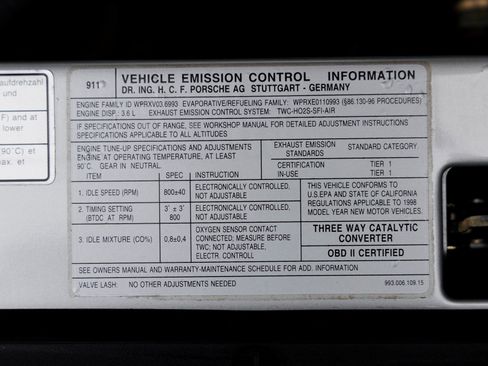 aufdrehzahl
und
F) and at
lower
90°C) et
max. et
911
VEHICLE EMISSION CONTROL INFORMATION
DR. ING. H. C. F. PORSCHE AG STUTTGART - GERMANY
ENGINE FAMILY ID WPRXV03.6993 EVAPORATIVE/REFUELING FAMILY: WPRXE0110993 (§86.130-96 PROCEDURES)
ENGINE DISP.: 3.6 L EXHAUST EMISSION CONTROL SYSTEM: TWC-HO2S-SFI-AIR
IF SPECIFICATIONS OUT OF RANGE, SEE WORKSHOP MANUAL FOR DETAILED ADJUSTMENT INSTRUCTIONS
SPECIFICATIONS APPLICABLE TO ALL ALTITUDES
ENGINE TUNE-UP SPECIFICATIONS AND ADJUSTMENTS
ENGINE AT OPERATING TEMPERATURE, AT LEAST
90°C. GEAR IN NEUTRAL.
ITEM SPEC INSTRUCTION
1. IDLE SPEED (RPM) 800±40 ELECTRONICALLY CONTROLLED,
NOT ADJUSTABLE
2. TIMING SETTING
(BTDC AT RPM) 3° ± 3°
800 ELECTRONICALLY CONTROLLED,
NOT ADJUSTABLE
3. IDLE MIXTURE (CO%) 0,8±0,4 OXYGEN SENSOR CONTACT
CONNECTED; MEASURE BEFORE
TWC; NOT ADJUSTABLE,
ELECTR. CONTROLL
EXHAUST EMISSION
STANDARDS STANDARD CATEGORY
CERTIFICATION TIER 1
IN-USE TIER 1
THIS VEHICLE CONFORMS TO
U.S.EPA AND STATE OF CALIFORNIA
REGULATIONS APPLICABLE TO 1998
MODEL YEAR NEW MOTOR VEHICLES.
THREE WAY CATALYTIC
CONVERTER
OBD II CERTIFIED
SEE OWNERS MANUAL AND WARRANTY-MAINTENANCE SCHEDULE FOR ADD. INFORMATION
VALVE LASH: NO OTHER ADJUSTMENTS NEEDED 993.006.109.15